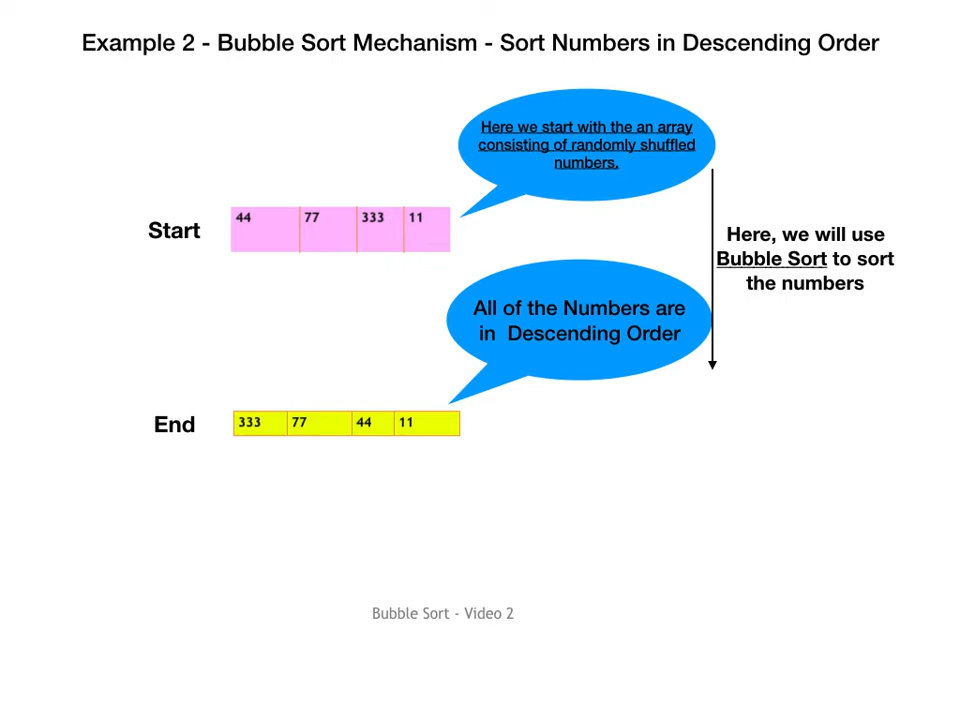 Example 2 - Bubble Sort Mechanism - Sort Numbers in Descending Order
Here we start with the an array
consisting of randomly shuffled
numbers.
Start
44 77 333 11
Here, we will use
Bubble Sort to sort
the numbers
All of the Numbers are
in Descending Order
End
333 77 44 11
Bubble Sort - Video 2